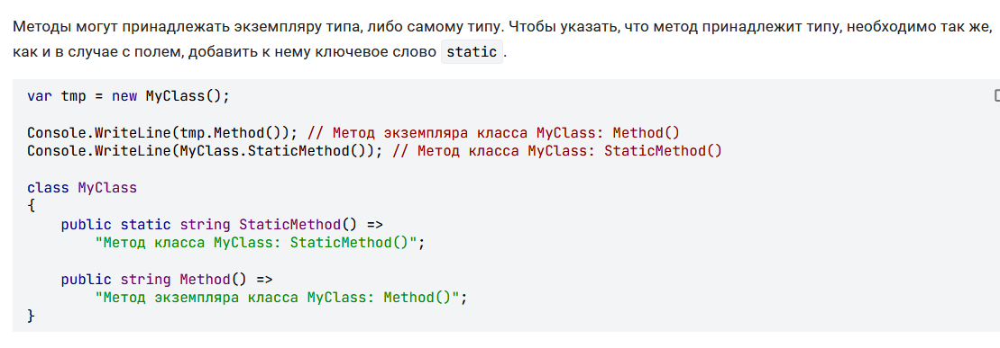 Методы могут принадлежать экземпляру типа, либо самому типу. Чтобы указать, что метод принадлежит типу, необходимо так же,
как и в случае с полем, добавить к нему ключевое слово static.
var tmp = new MyClass();
Console.WriteLine(tmp.Method()); // Метод экземпляра класса MyClass: Method()
Console.WriteLine(MyClass.StaticMethod()); // Метод класса MyClass: StaticMethod()
class MyClass
{
    public static string StaticMethod() =>
        "Метод класса MyClass: StaticMethod()";
    public string Method() =>
        "Метод экземпляра класса MyClass: Method()";
}